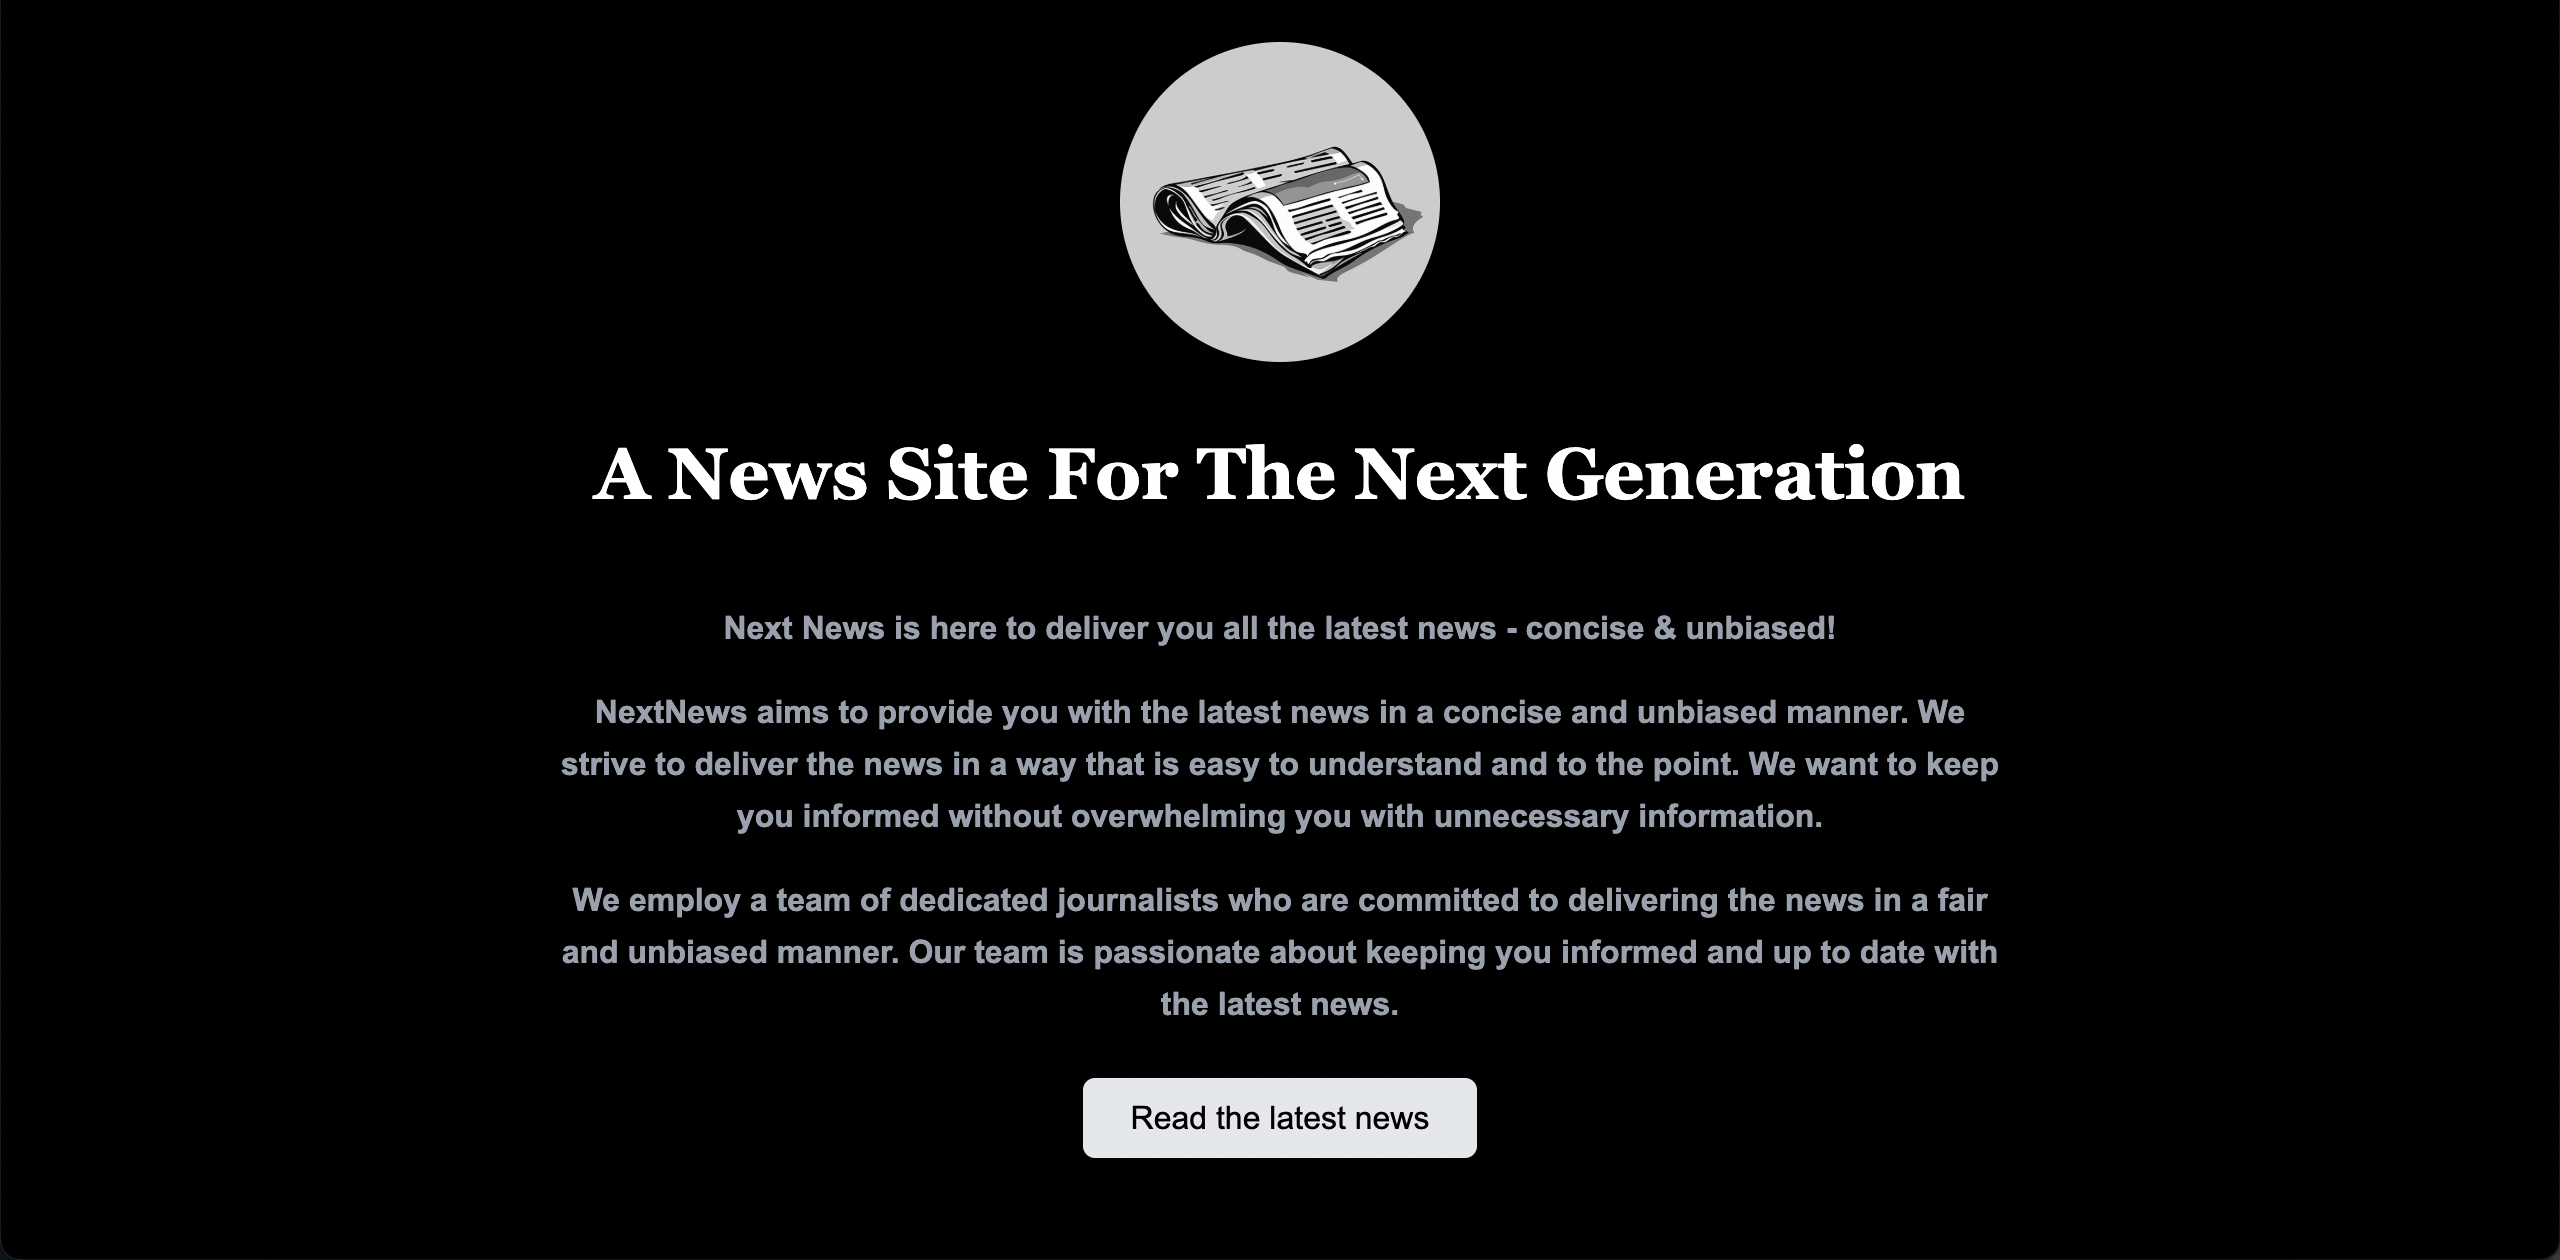 A News Site For The Next Generation
Next News is here to deliver you all the latest news - concise & unbiased!
NextNews aims to provide you with the latest news in a concise and unbiased manner. We
strive to deliver the news in a way that is easy to understand and to the point. We want to keep
you informed without overwhelming you with unnecessary information.
We employ a team of dedicated journalists who are committed to delivering the news in a fair
and unbiased manner. Our team is passionate about keeping you informed and up to date with
the latest news.
Read the latest news